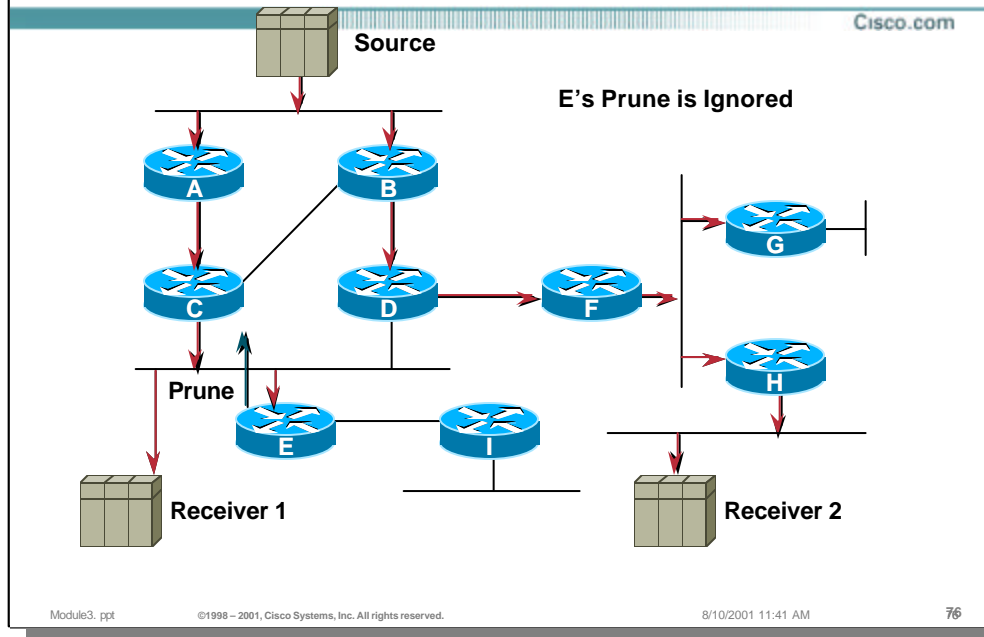 Cisco.com
Source
E's Prune is Ignored
A
B
G
C
D
F
H
Prune
E
I
Receiver 1
Receiver 2
Module3. ppt
©1998 – 2001, Cisco Systems, Inc. All rights reserved.
8/10/2001 11:41 AM